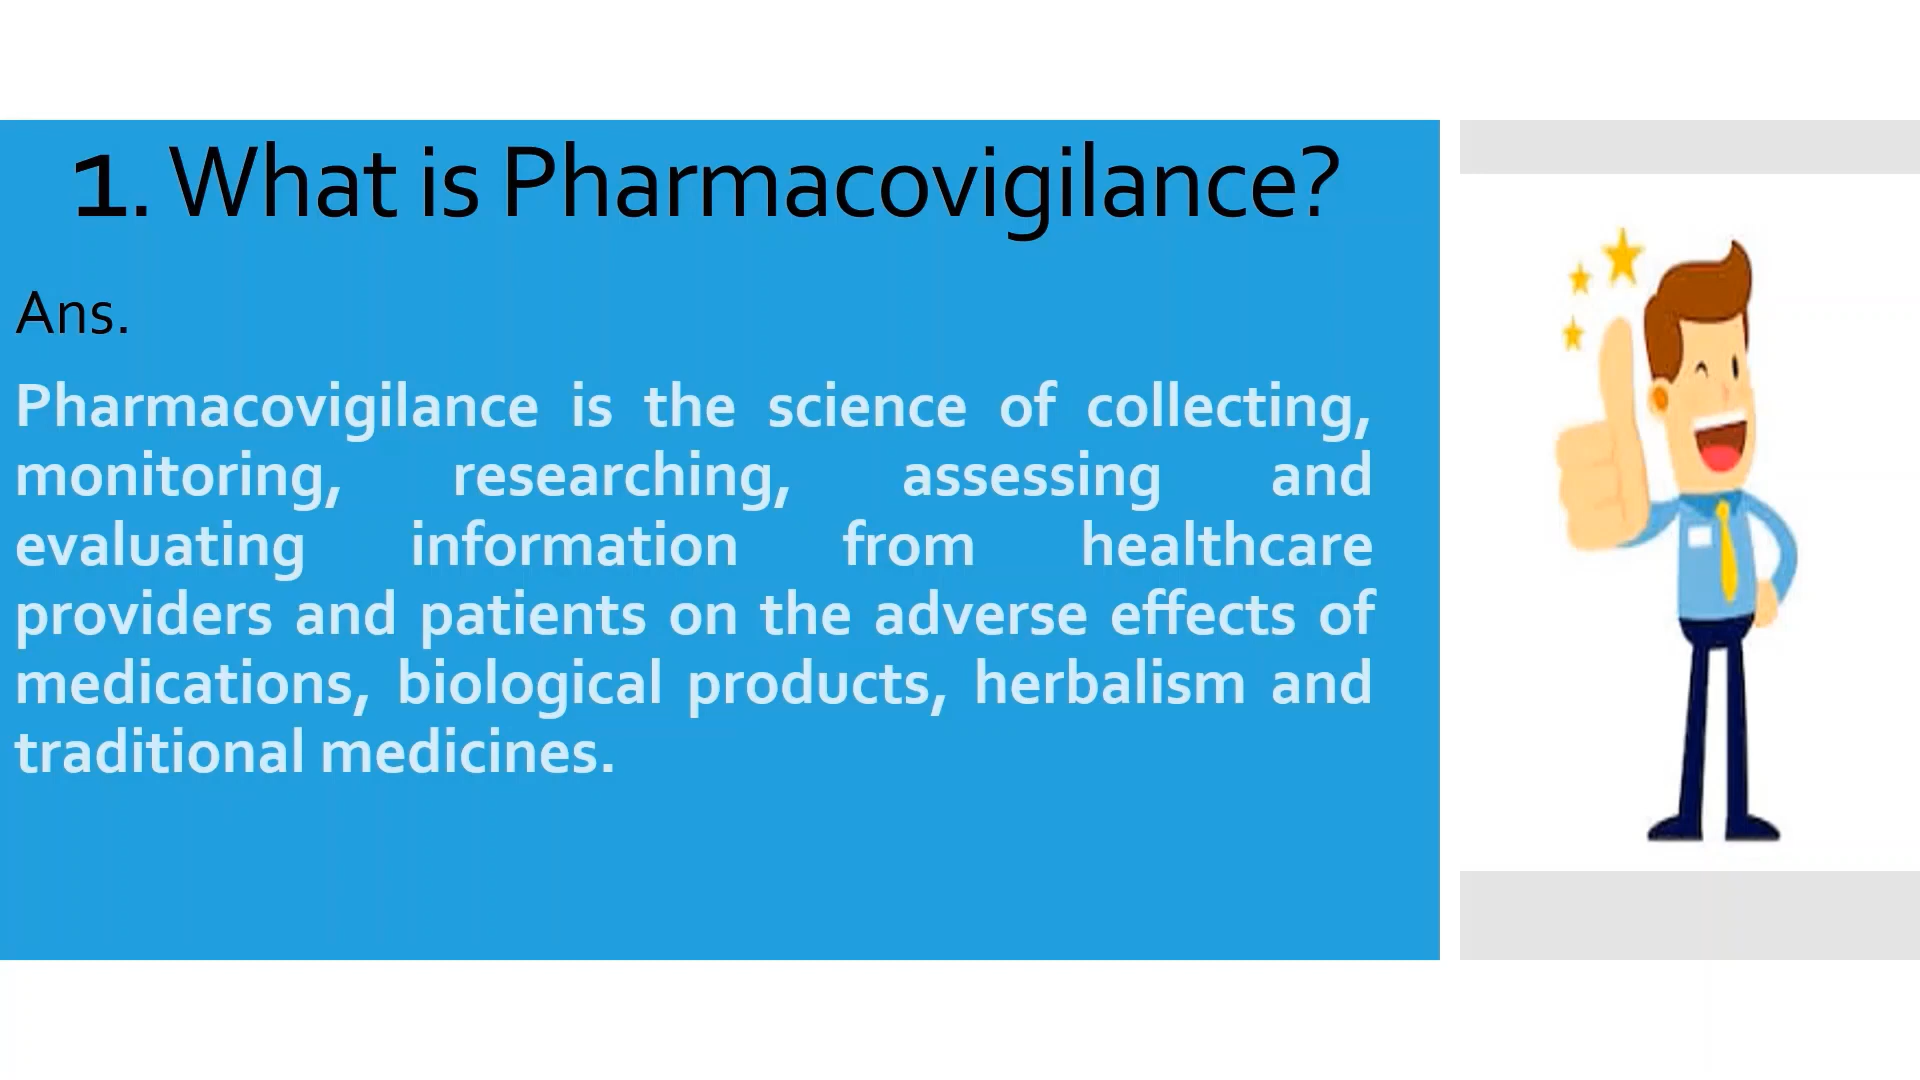 1. What is Pharmacovigilance?
Ans.
Pharmacovigilance is the science of collecting,
monitoring, researching, assessing and
evaluating information from healthcare
providers and patients on the adverse effects of
medications, biological products, herbalism and
traditional medicines.